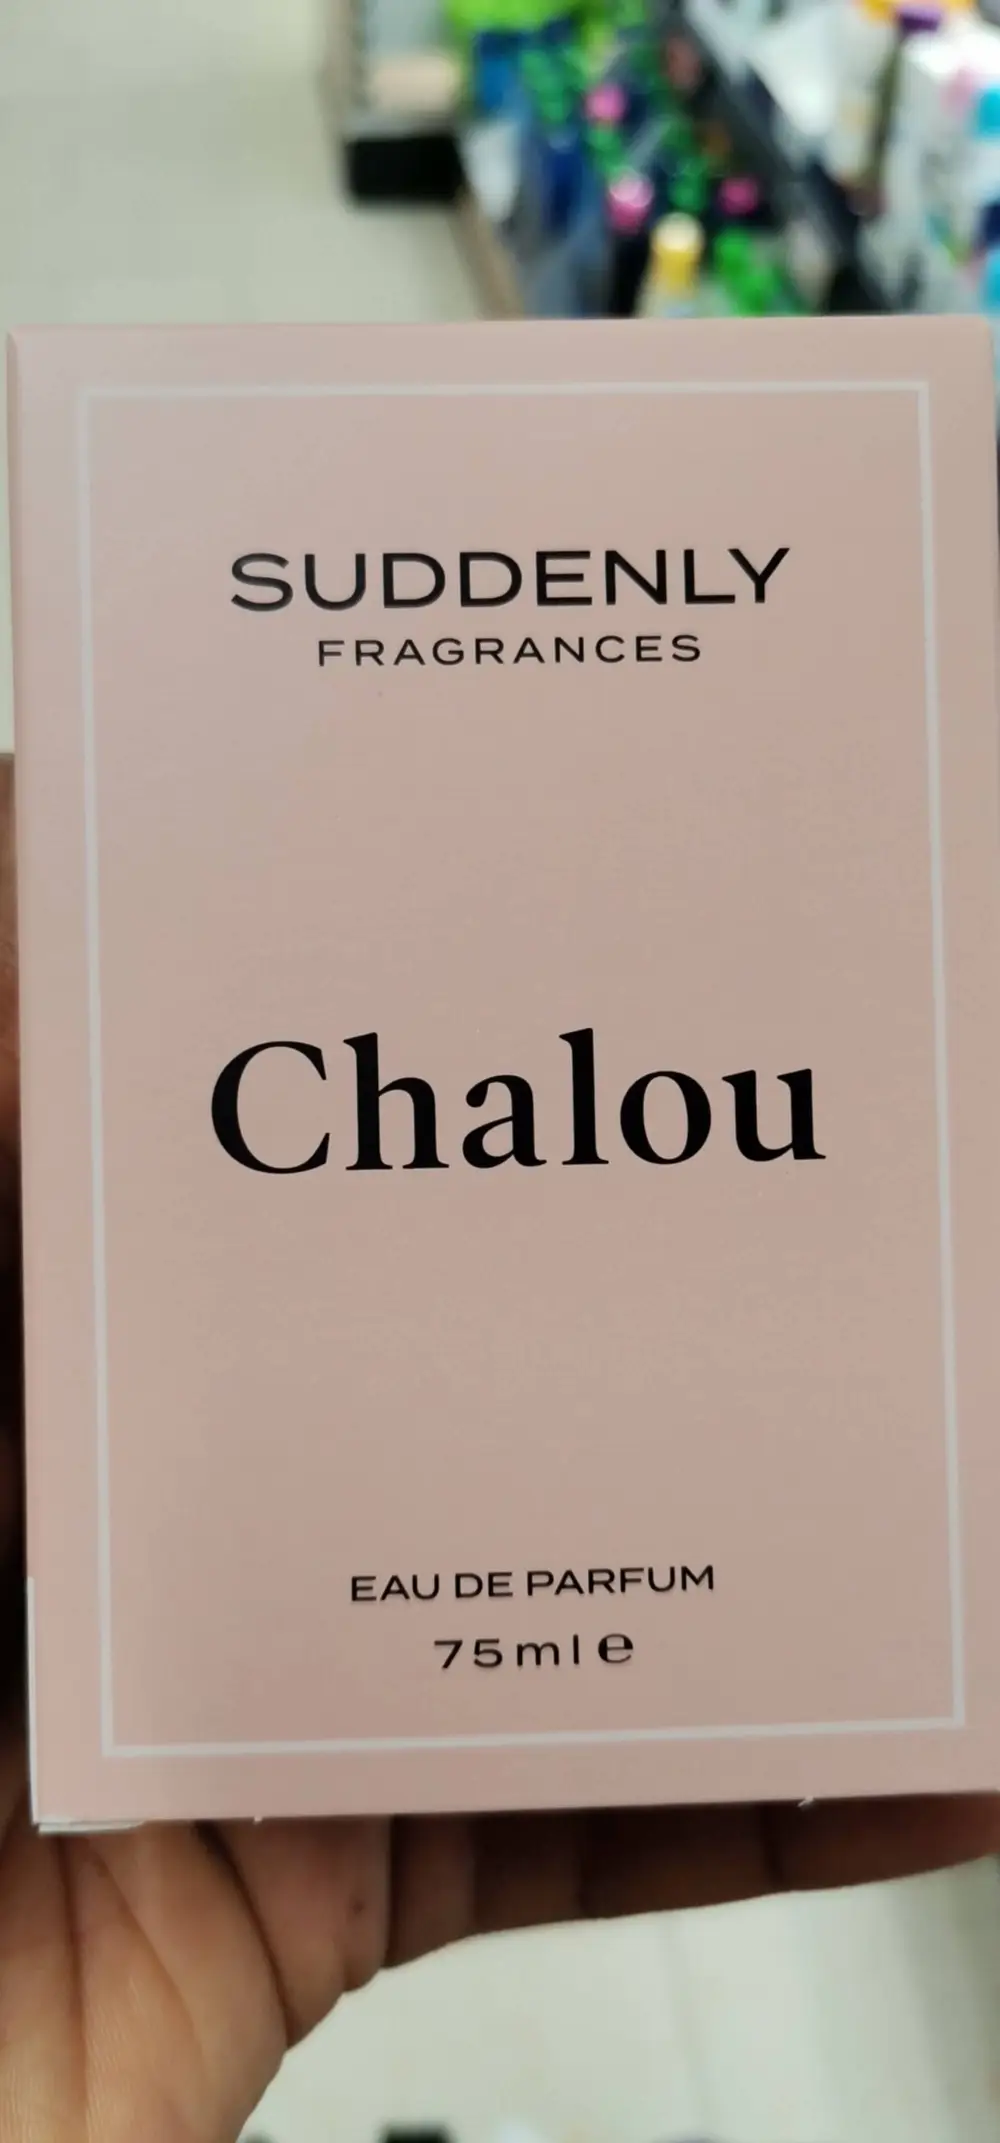 SUDDENLY
FRAGRANCES
Chalou
EAU DE PARFUM
75ml ℮